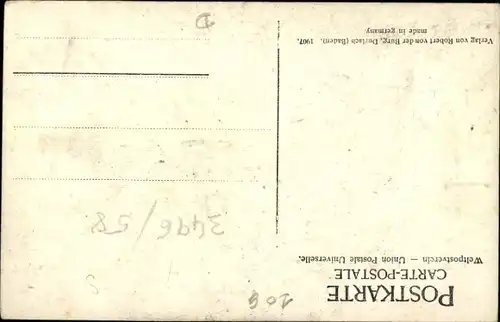 POSTKARTE
CARTE-POSTALE
Weltpostverein — Union Postale Universelle.
206
S
3496/58
Verlag von Robert von der Burg, Durlach (Baden). 1907.
made in germany
D